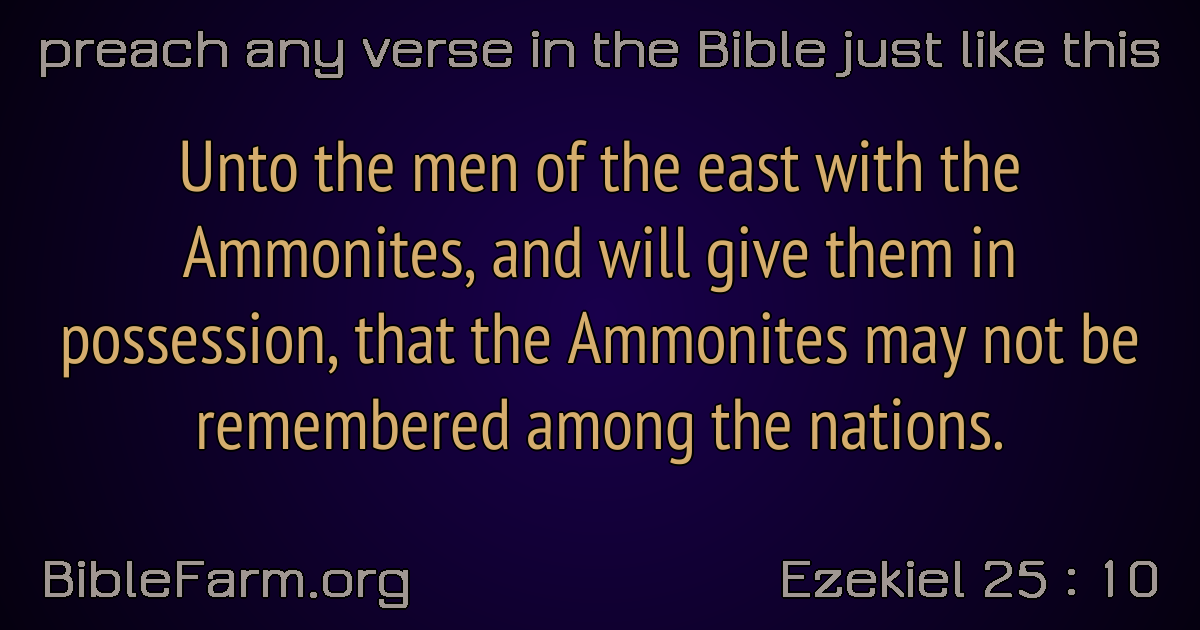 preach any verse in the Bible just like this
Unto the men of the east with the
Ammonites, and will give them in
possession, that the Ammonites may not be
remembered among the nations.
BibleFarm.org
Ezekiel 25 : 10